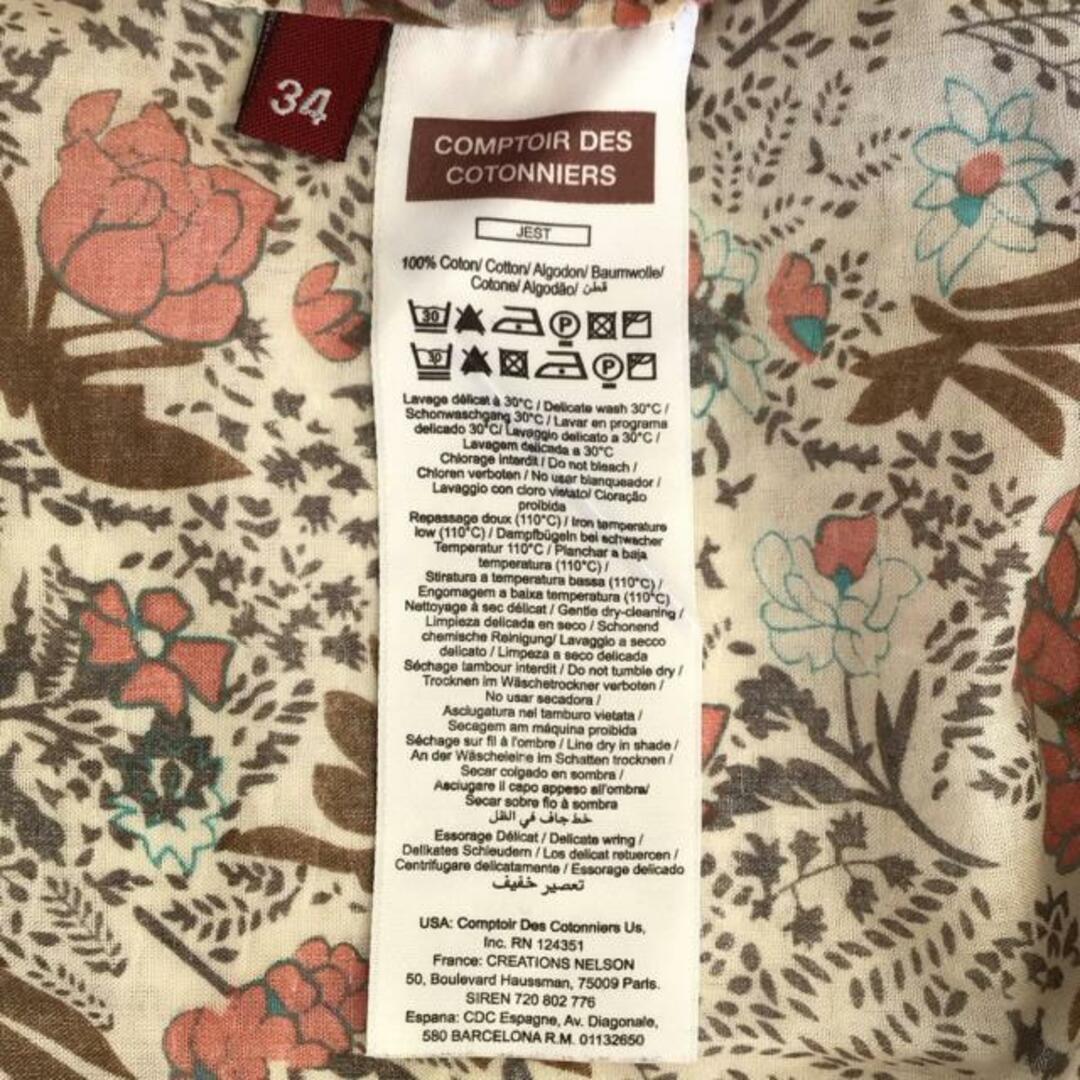 34
COMPTOIR DES
COTONNIERS
JEST
100% Coton/ Cotton/ Algodon/ Baumwolle/
Cotone/ Algodão/ قطن
30 P
30 P
Lavage délicat à 30°C / Delicate wash 30°C /
Schonwaschgang 30°C / Lavar en programa
delicado 30°C/ Lavaggio delicato a 30°C /
Lavagem delicada a 30°C
Chlorage interdit / Do not bleach /
Chloren verboten / No usar blanqueador /
Lavaggio con cloro vietato/ Cloração
proibida
Repassage doux (110°C) / Iron temperature
low (110°C) / Dampfbügeln bei schwacher
Temperatur 110°C / Planchar a baja
temperatura (110°C) /
Stiratura a temperatura bassa (110°C) /
Engomagem a baixa temperatura (110°C)
Nettoyage à sec délicat / Gentle dry-cleaning /
Limpieza delicada en seco / Schonend
chemische Reinigung/ Lavaggio a secco
delicato / Limpeza a seco delicada
Séchage tambour interdit / Do not tumble dry /
Trocknen im Wäschetrockner verboten /
No usar secadora /
Asciugatura nel tamburo vietata /
Secagem am máquina proibida
Séchage sur fil à l'ombre / Line dry in shade /
An der Wäscheleine im Schatten trocknen /
Secar colgado en sombra /
Asciugare il capo appeso all'ombra/
Secar sobre fio à sombra
خط جاف في الظل
Essorage Délicat / Delicate wring /
Delikates Schleudern / Los delicat retuercen /
Centrifugare delicatamente / Essorage delicado
تعصير خفيف
USA: Comptoir Des Cotonniers Us,
Inc. RN 124351
France: CREATIONS NELSON
50, Boulevard Haussman, 75009 Paris.
SIREN 720 802 776
Espana: CDC Espagne, Av. Diagonale,
580 BARCELONA R.M. 01132650